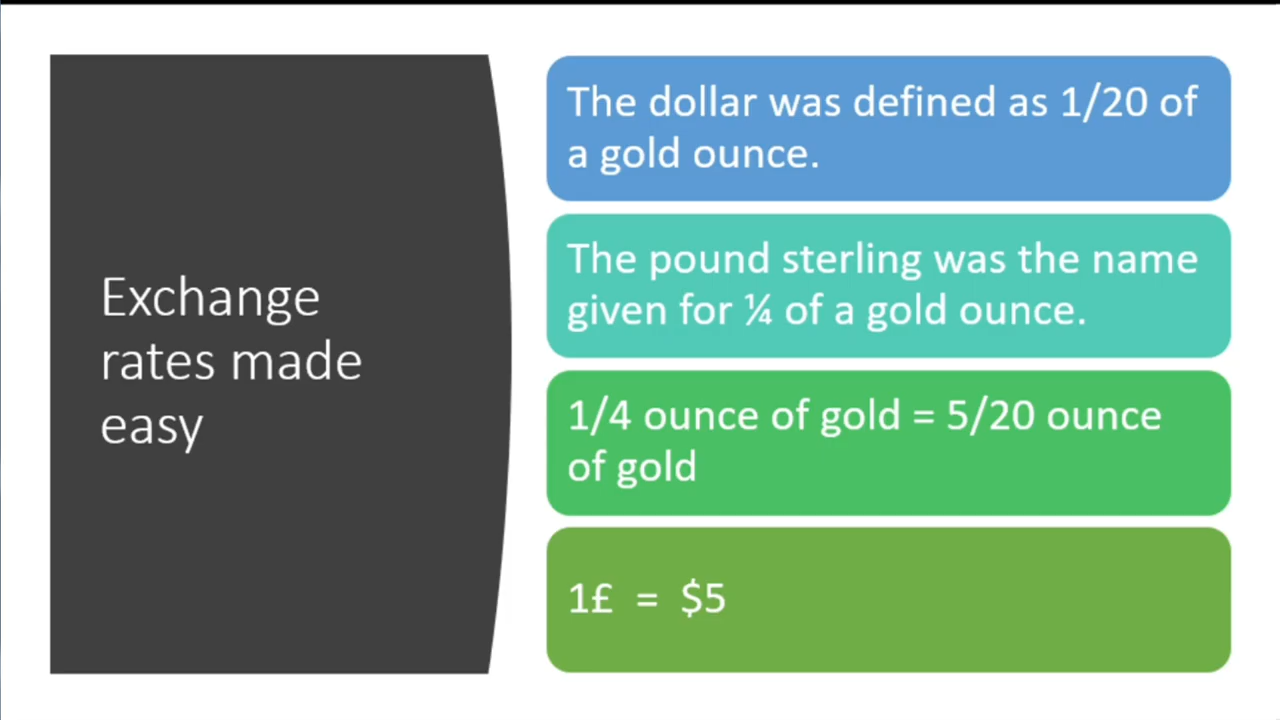 Exchange
rates made
easy
The dollar was defined as 1/20 of
a gold ounce.
The pound sterling was the name
given for ¼ of a gold ounce.
1/4 ounce of gold = 5/20 ounce
of gold
1£ = $5